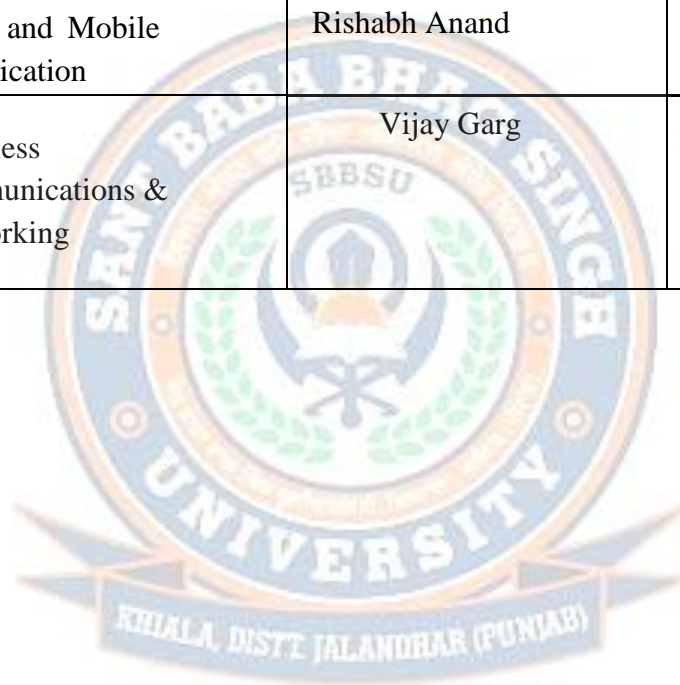 and Mobile
ication
Rishabh Anand
ess
unications &
rking
Vijay Garg
SANT BABA BHAG SINGH
SBBSU
UNIVERSITY
KHIALA, DISTT. JALANDHAR (PUNJAB)